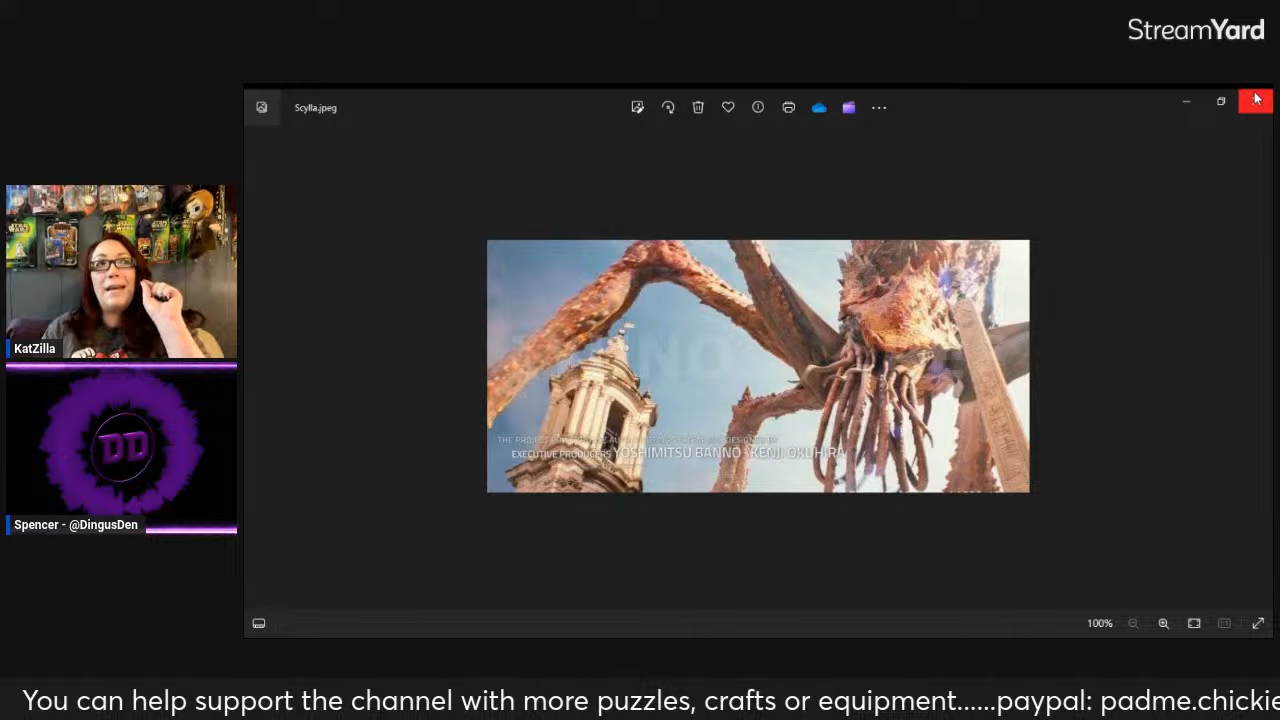 StreamYard
Scylla.jpeg
KatZilla
DD
Spencer - @DingusDen
EXECUTIVE PRODUCERS YOSHIMITSU BANNO KENJI OKUHIRA
100%
You can help support the channel with more puzzles, crafts or equipment......paypal: padme.chickie